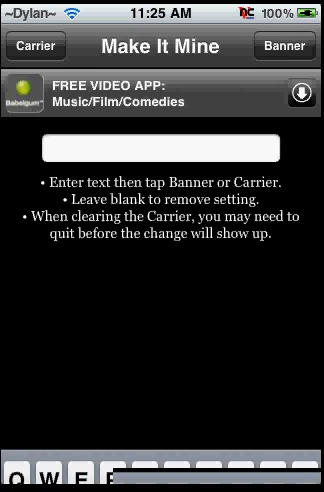 ~Dylan~ 11:25 AM 100%
Carrier Make It Mine Banner
FREE VIDEO APP:
Music/Film/Comedies
Babelgum
• Enter text then tap Banner or Carrier.
• Leave blank to remove setting.
• When clearing the Carrier, you may need to
quit before the change will show up.
Q W E